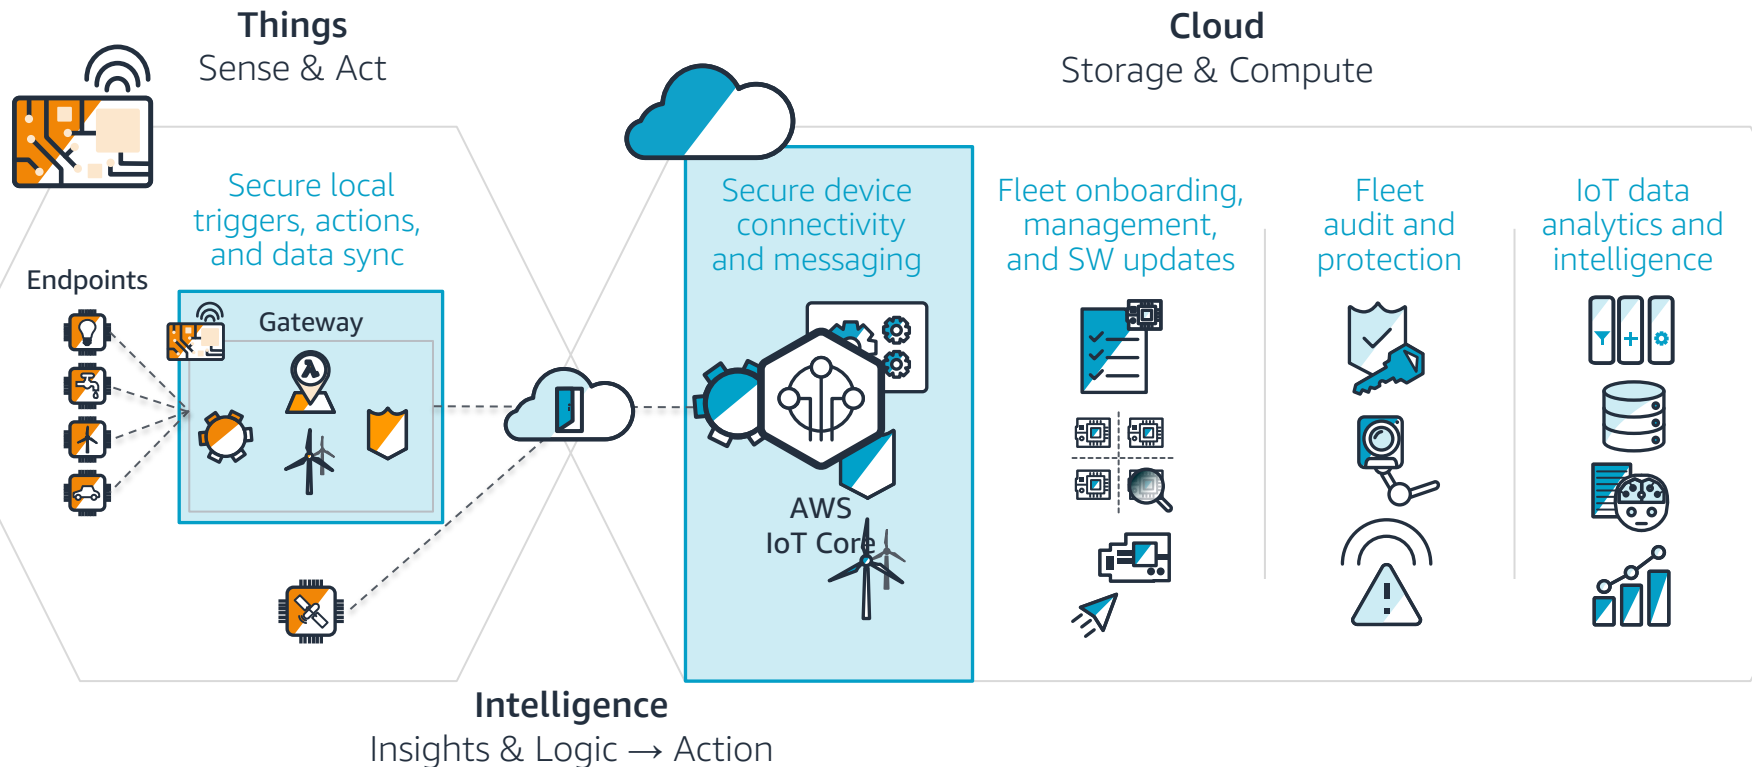 Things
Sense & Act
Cloud
Storage & Compute
Secure local
triggers, actions,
and data sync
Endpoints
Gateway
λ
Secure device
connectivity
and messaging
AWS
IoT Core
Fleet onboarding,
management,
and SW updates
Fleet
audit and
protection
!
IoT data
analytics and
intelligence
Intelligence
Insights & Logic → Action